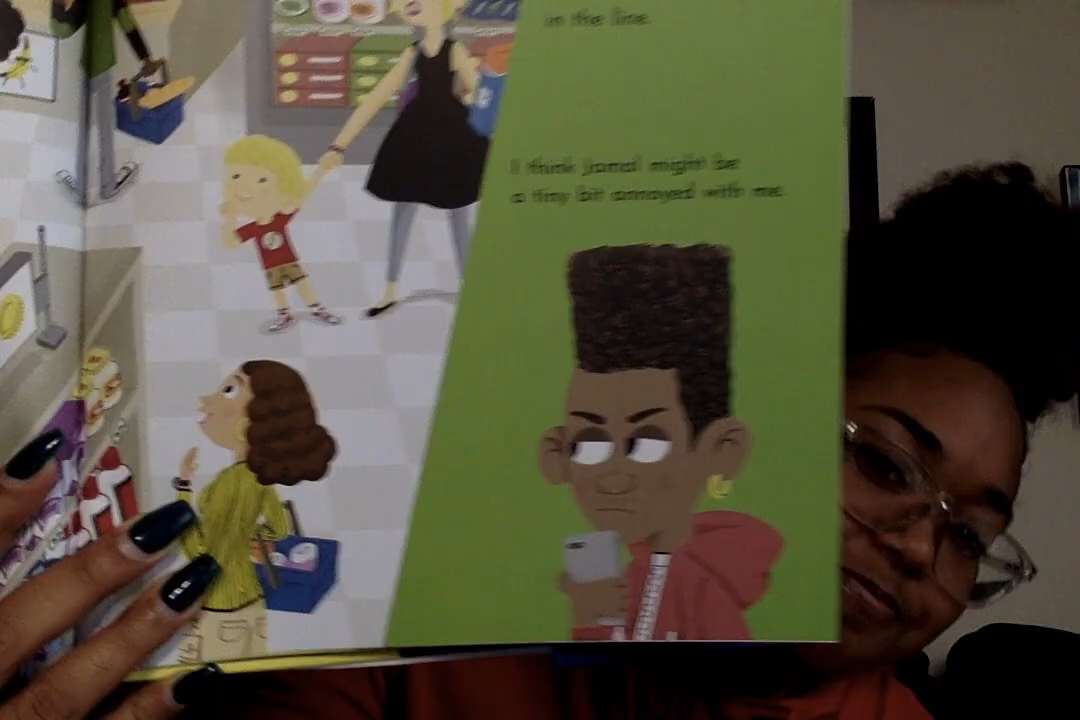 in the line.
I think Jamal might be
a tiny bit annoyed with me.